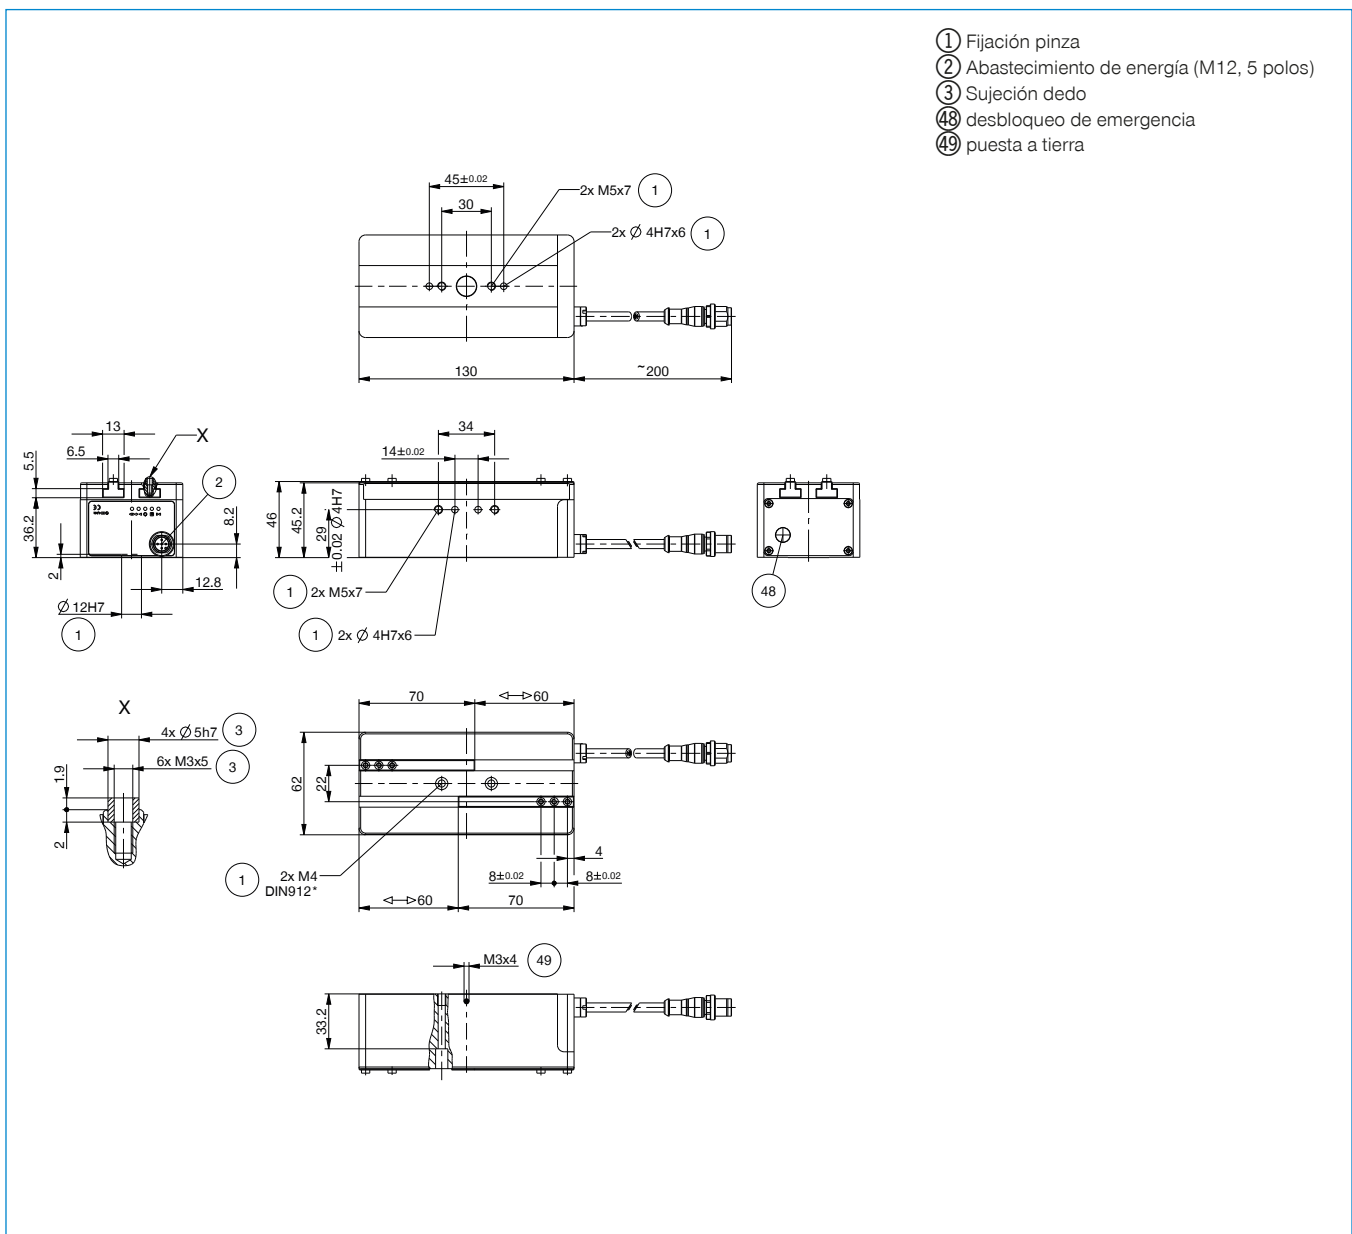 1 Fijación pinza
2 Abastecimiento de energía (M12, 5 polos)
3 Sujeción dedo
48 desbloqueo de emergencia
49 puesta a tierra
45±0.02
2x M5x7 1
30
2x Ø 4H7x6 1
130
~200
13
X
6.5
5.5
2
36.2
8.2
2
12.8
Ø 12H7
1
34
14±0.02
46
45.2
29 ±0.02 Ø 4H7
1 2x M5x7
1 2x Ø 4H7x6
48
X
4x Ø 5h7 3
6x M3x5 3
1.9
2
70
60
62
22
4
8±0.02
8±0.02
1 2x M4
DIN912*
60
70
M3x4 49
33.2